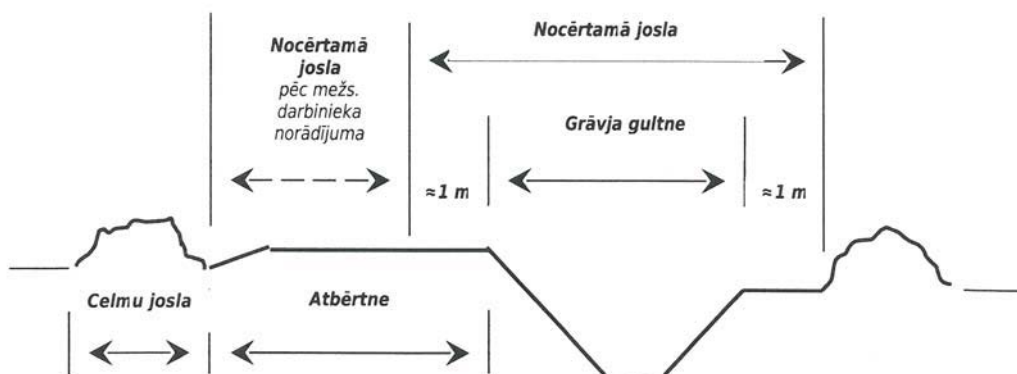 Nocērtamā
josla
pēc mežs.
darbinieka
norādījuma
Nocērtamā josla
Grāvja gultne
≈1 m
≈1 m
Celmu josla
Atbērtne